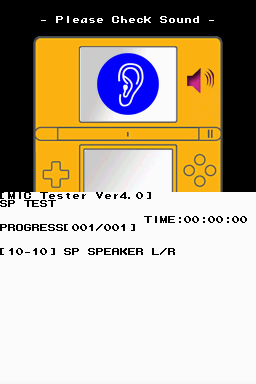 - Please Check Sound -
[MIC Tester Ver4.0]
SP TEST
TIME:00:00:00
PROGRESS[001/001]
[10-10] SP SPEAKER L/R